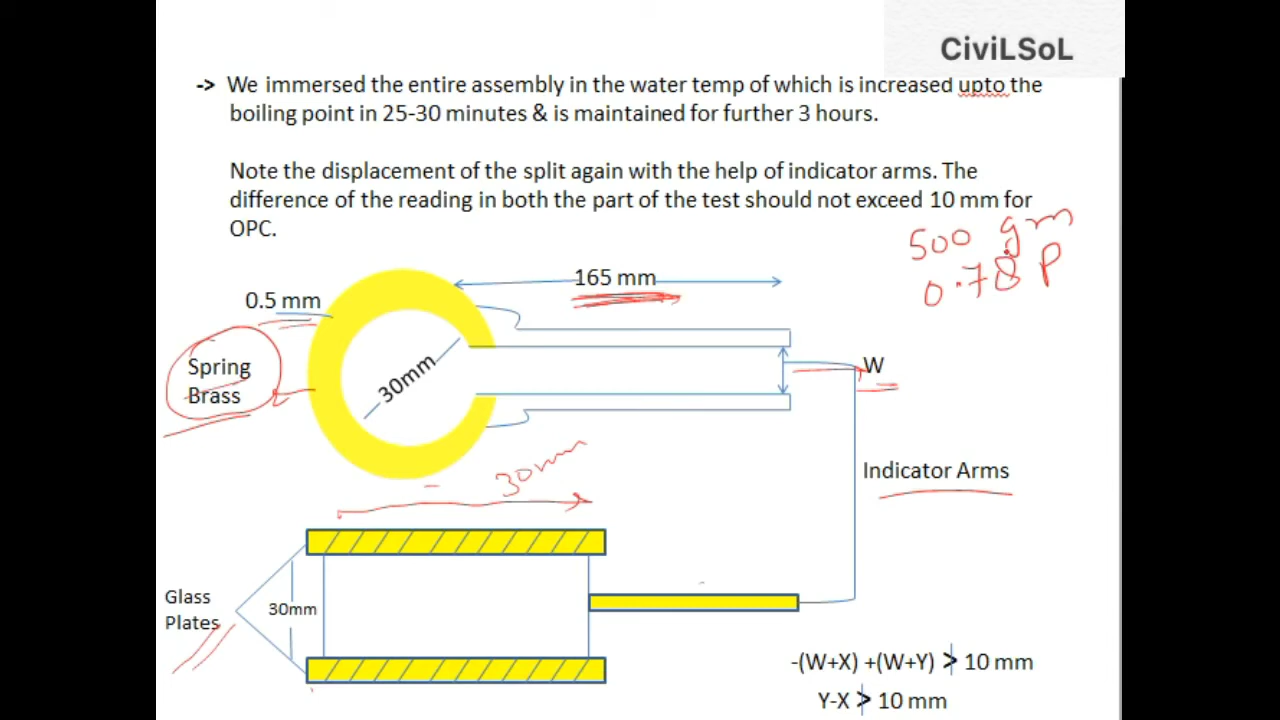 CiviLSoL
-> We immersed the entire assembly in the water temp of which is increased upto the
boiling point in 25-30 minutes & is maintained for further 3 hours.
Note the displacement of the split again with the help of indicator arms. The
difference of the reading in both the part of the test should not exceed 10 mm for
OPC.
500 gm
0.78 P
165 mm
0.5 mm
Spring
Brass
30mm
W
Indicator Arms
30mm
Glass
Plates
30mm
-(W+X) +(W+Y) ≯ 10 mm
Y-X ≯ 10 mm